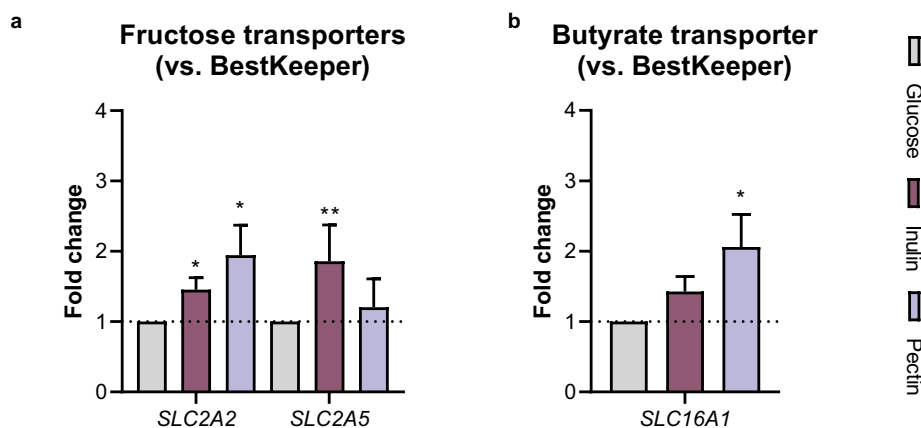 a
Fructose transporters
(vs. BestKeeper)
Fold change
4
3
2
1
0
*
*
**
SLC2A2
SLC2A5
b
Butyrate transporter
(vs. BestKeeper)
Fold change
4
3
2
1
0
*
SLC16A1
Glucose
Inulin
Pectin